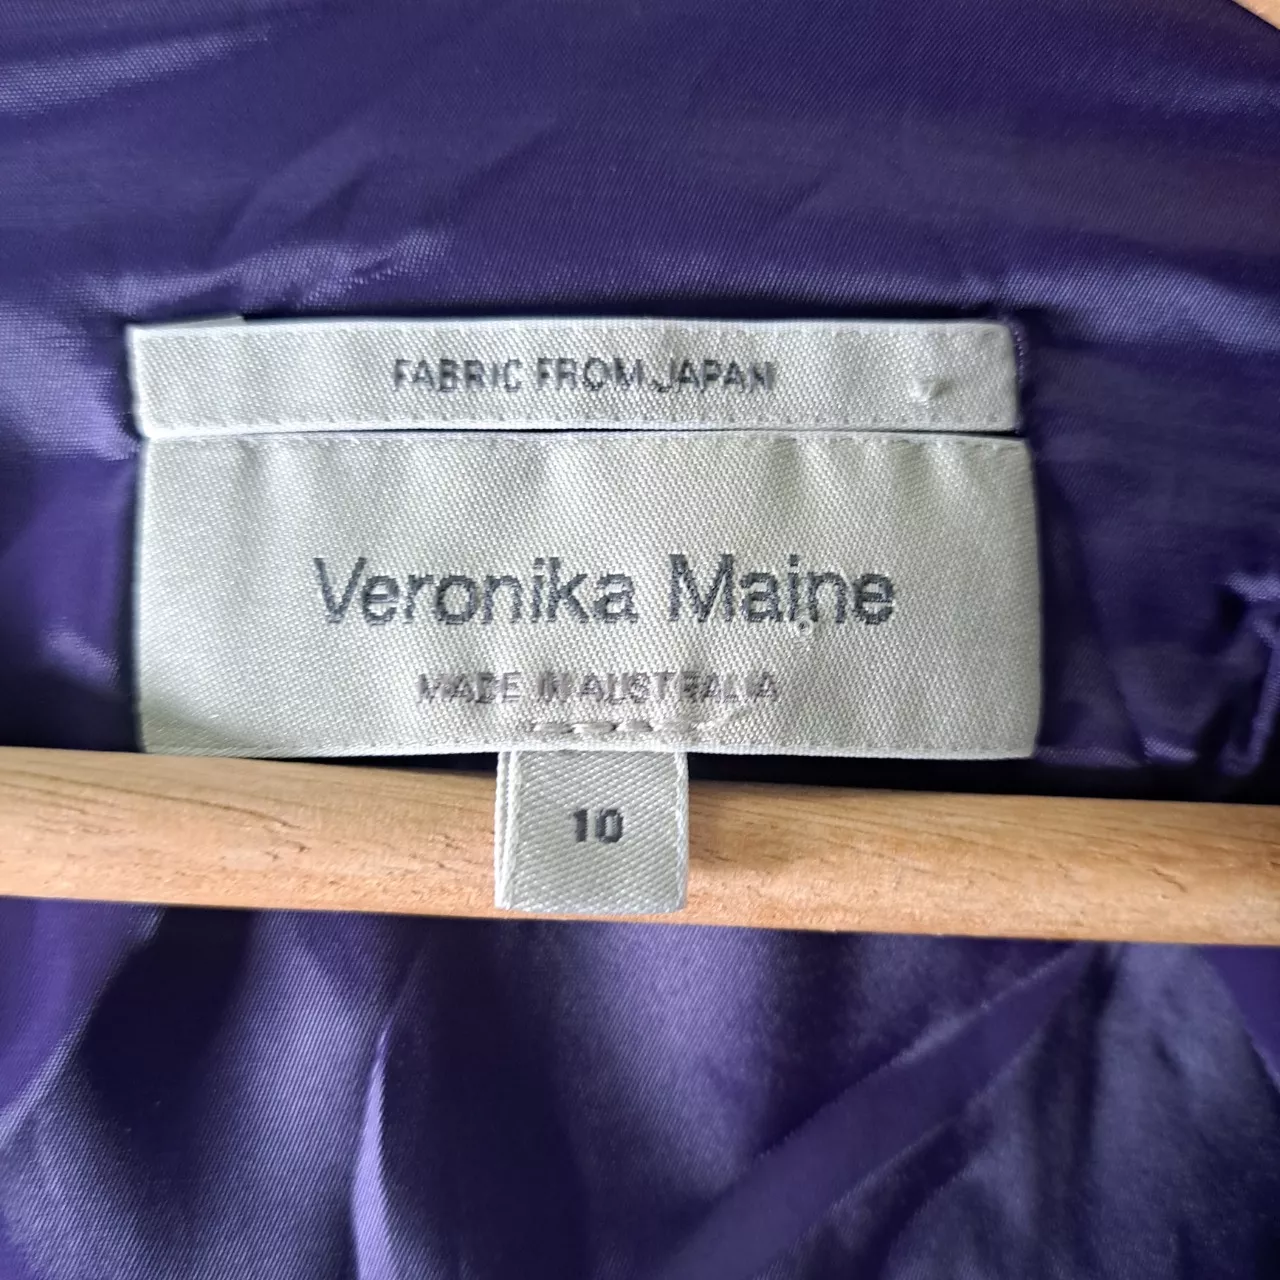 FABRIC FROM JAPAN
Veronika Maine
MADE IN AUSTRALIA
10